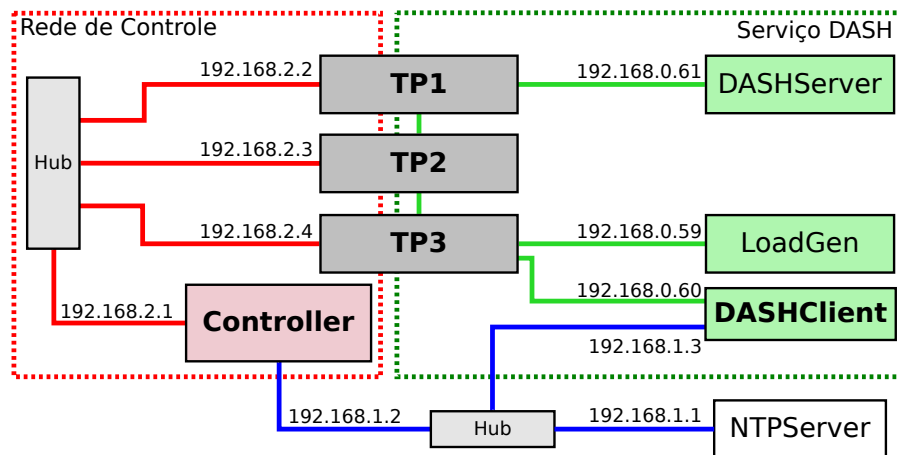 Rede de Controle
Serviço DASH
192.168.2.2
TP1
192.168.0.61
DASHServer
Hub
192.168.2.3
TP2
192.168.2.4
TP3
192.168.0.59
LoadGen
192.168.2.1
Controller
192.168.0.60
DASHClient
192.168.1.3
192.168.1.2
Hub
192.168.1.1
NTPServer